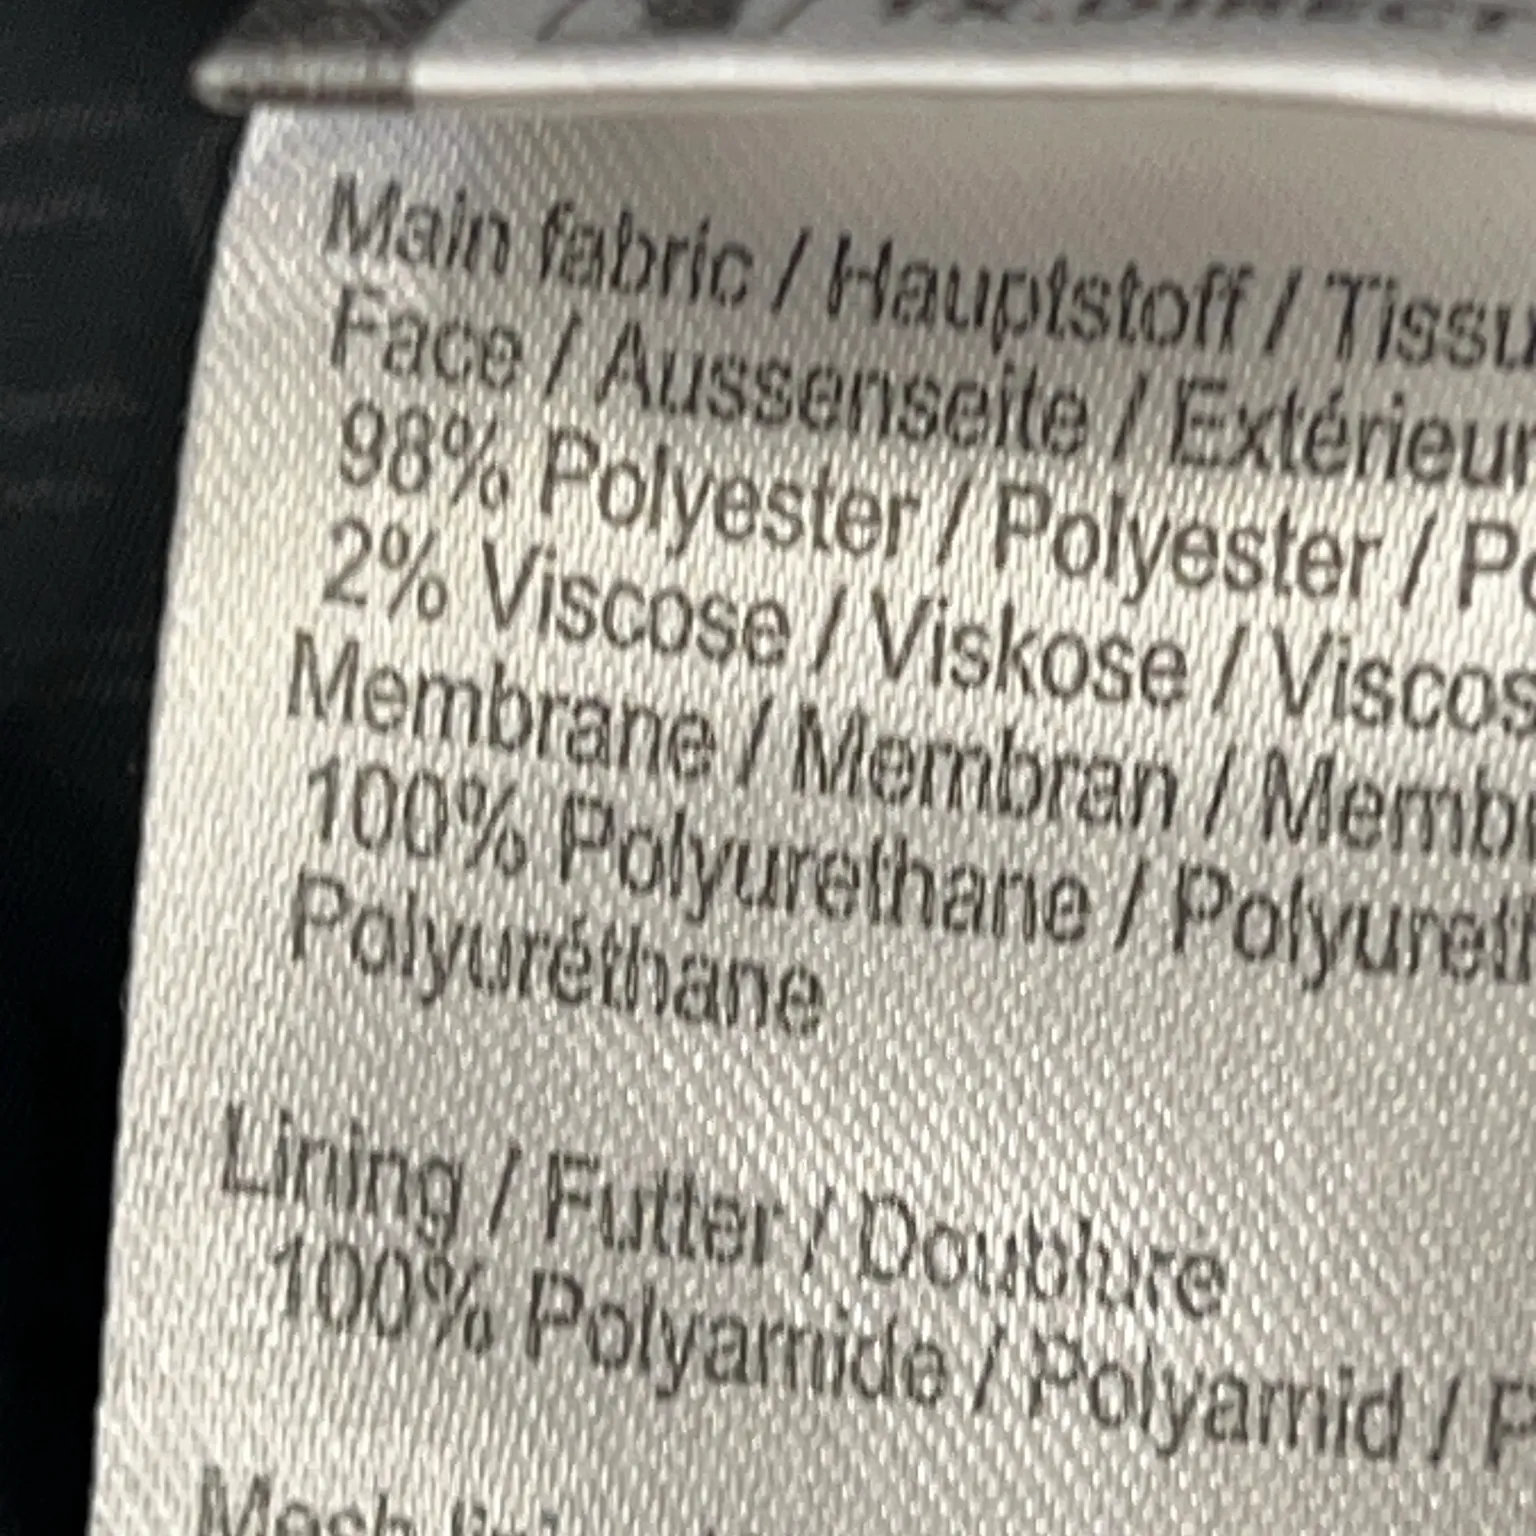 Main fabric / Hauptstoff / Tissu
Face / Aussenseite / Extérieur
98% Polyester / Polyester / Po
2% Viscose / Viskose / Viscos
Membrane / Membran / Memb
100% Polyurethane / Polyureth
Polyuréthane
Lining / Futter / Doublure
100% Polyamide / Polyamid / P
Mesh